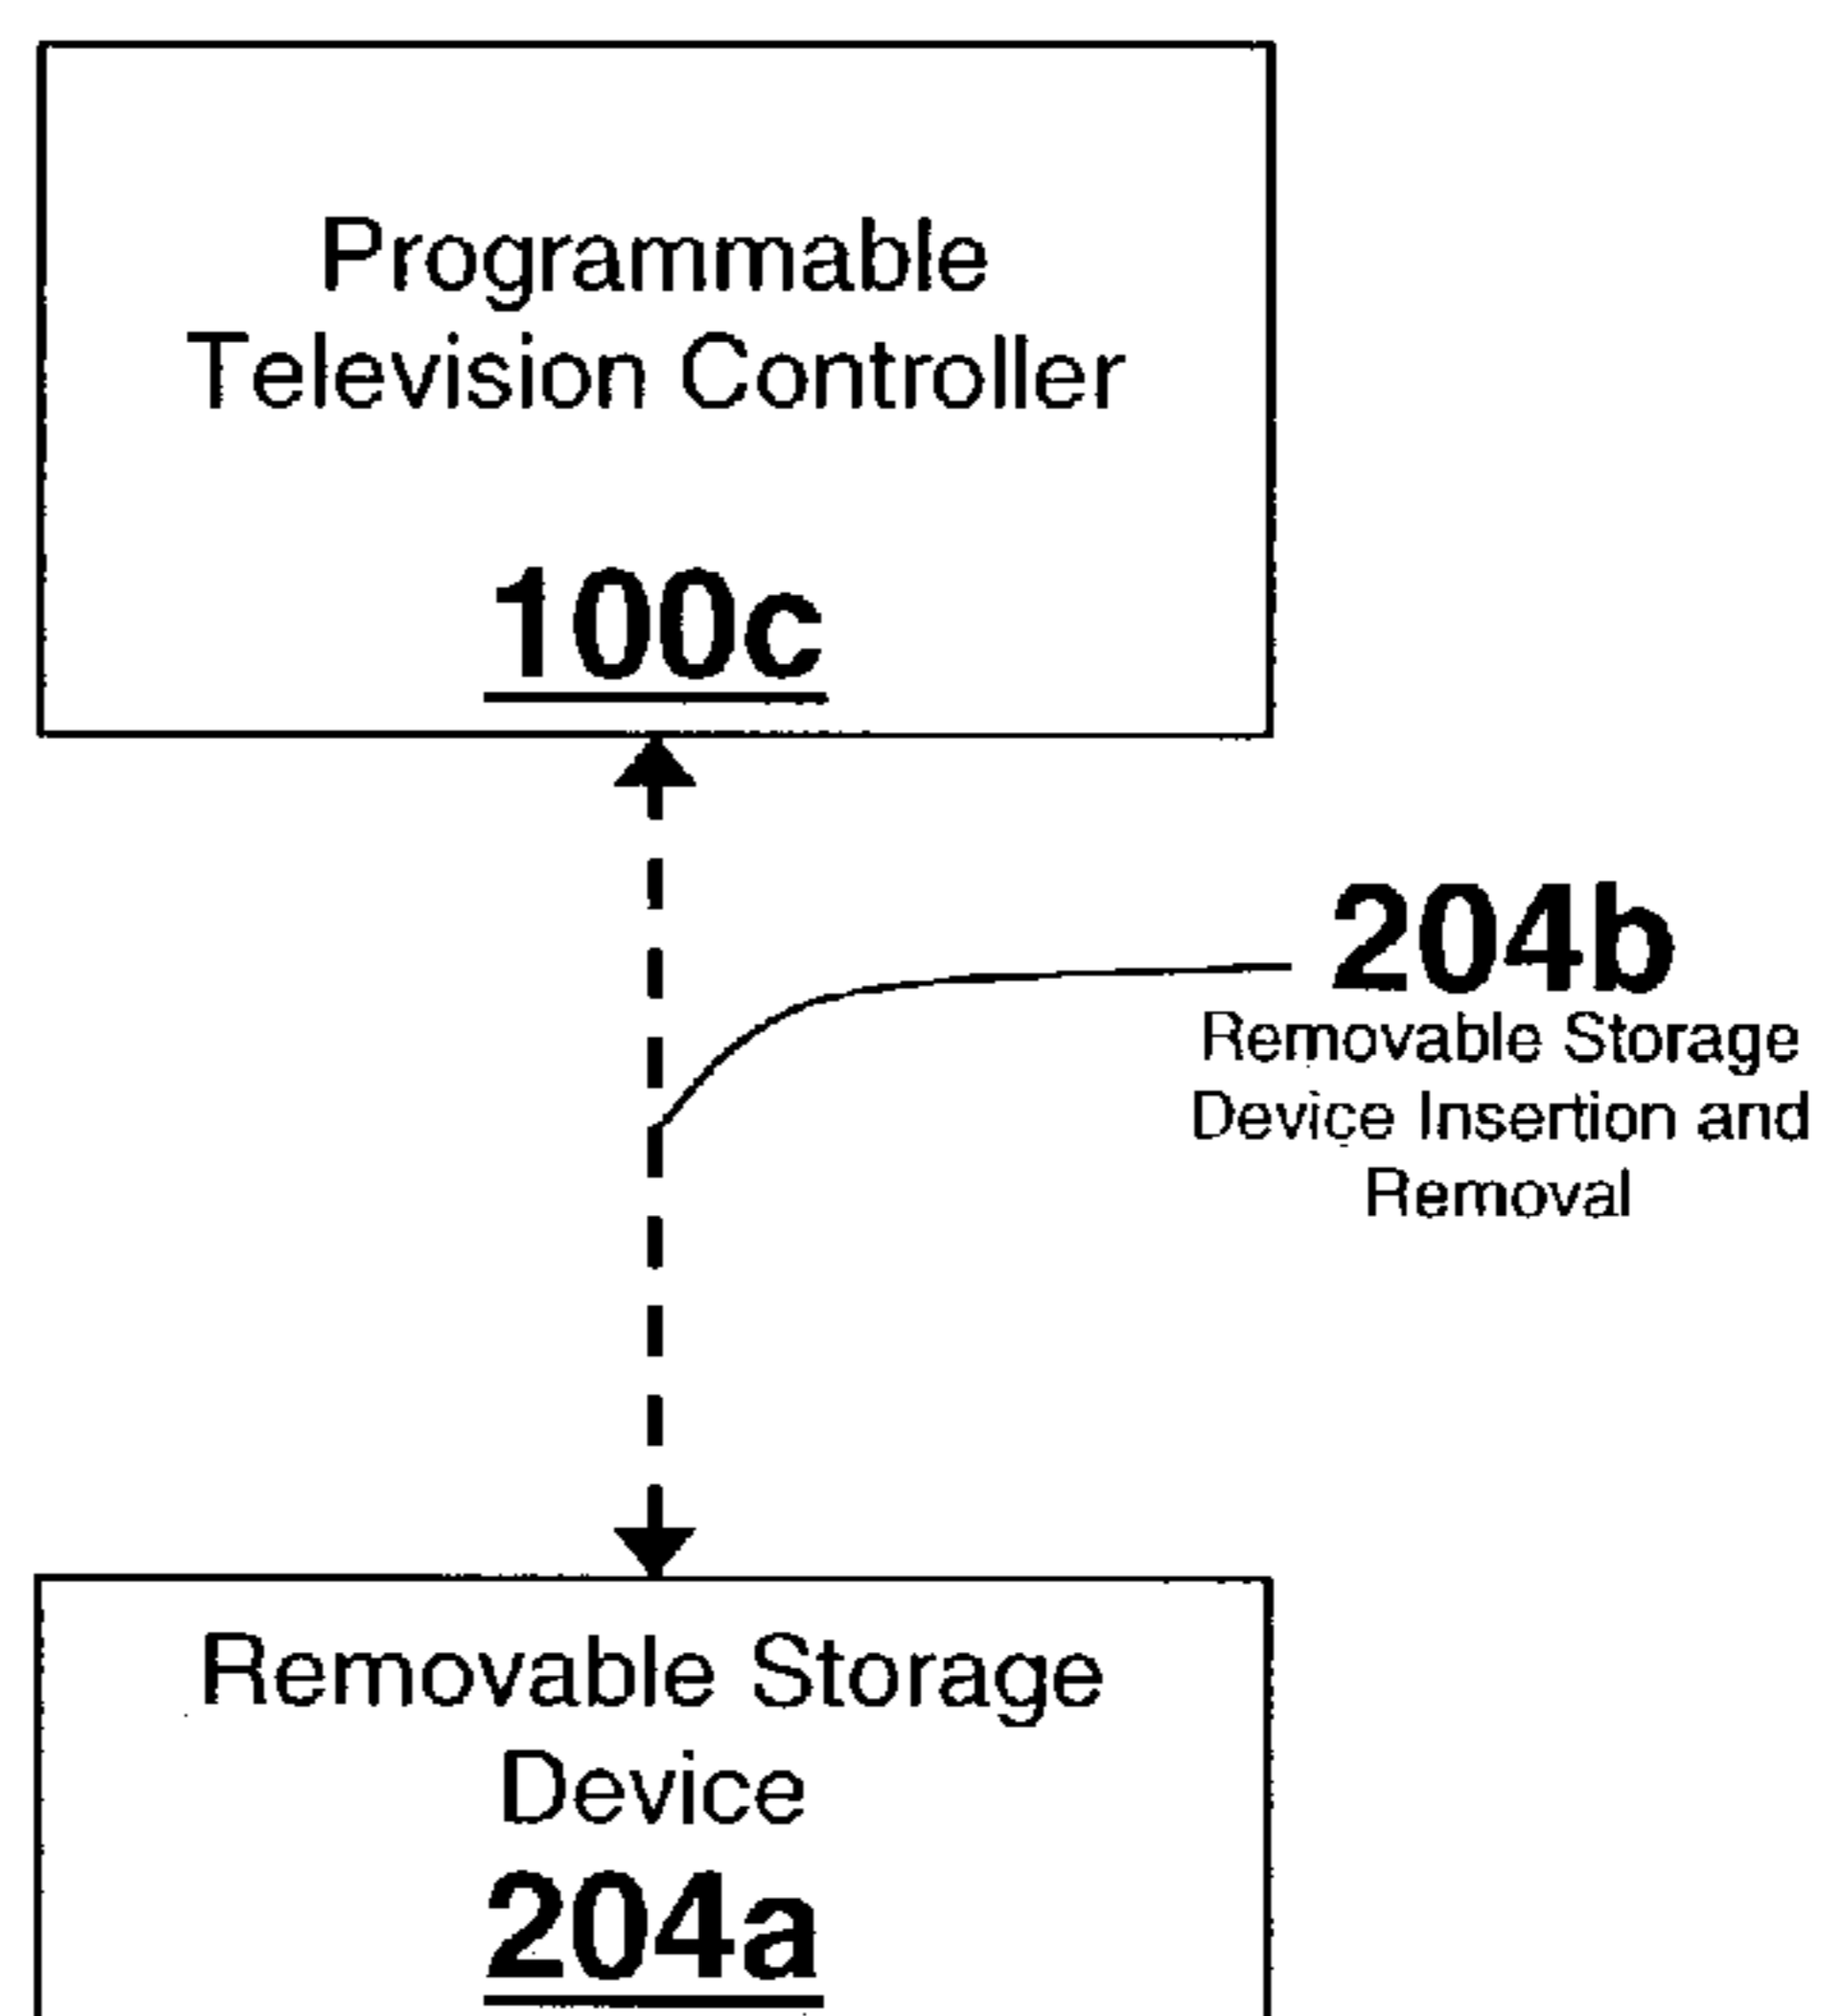 Programmable
Television Controller
100c
204b
Removable Storage
Device Insertion and
Removal
Removable Storage
Device
204a